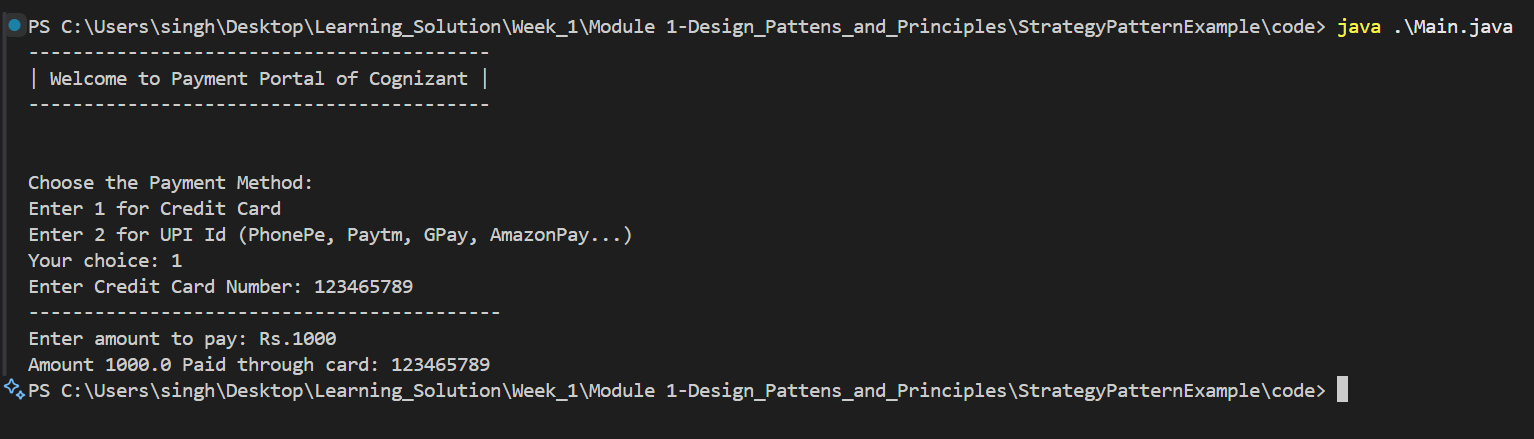 PS C:\Users\singh\Desktop\Learning_Solution\Week_1\Module 1-Design_Pattens_and_Principles\StrategyPatternExample\code> java .\Main.java
------------------------------------------
| Welcome to Payment Portal of Cognizant |
------------------------------------------
Choose the Payment Method:
Enter 1 for Credit Card
Enter 2 for UPI Id (PhonePe, Paytm, GPay, AmazonPay...)
Your choice: 1
Enter Credit Card Number: 123465789
-------------------------------------------
Enter amount to pay: Rs.1000
Amount 1000.0 Paid through card: 123465789
PS C:\Users\singh\Desktop\Learning_Solution\Week_1\Module 1-Design_Pattens_and_Principles\StrategyPatternExample\code>